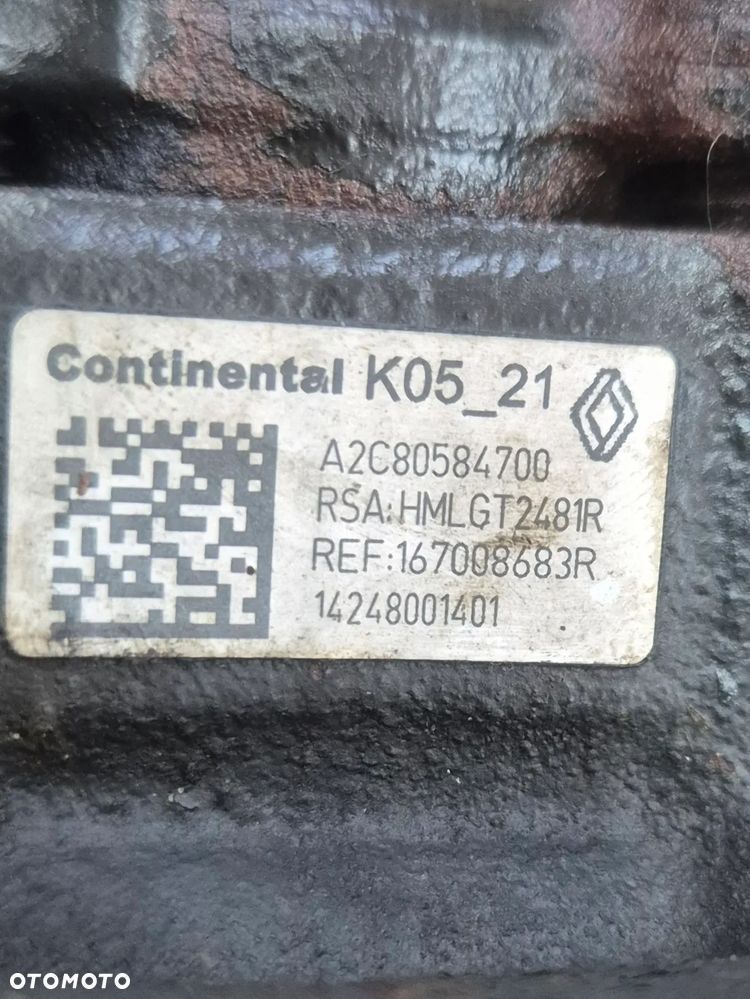 Continental K05_21
A2C80584700
RSA:HMLGT2481R
REF:167008683R
14248001401
OTOMOTO